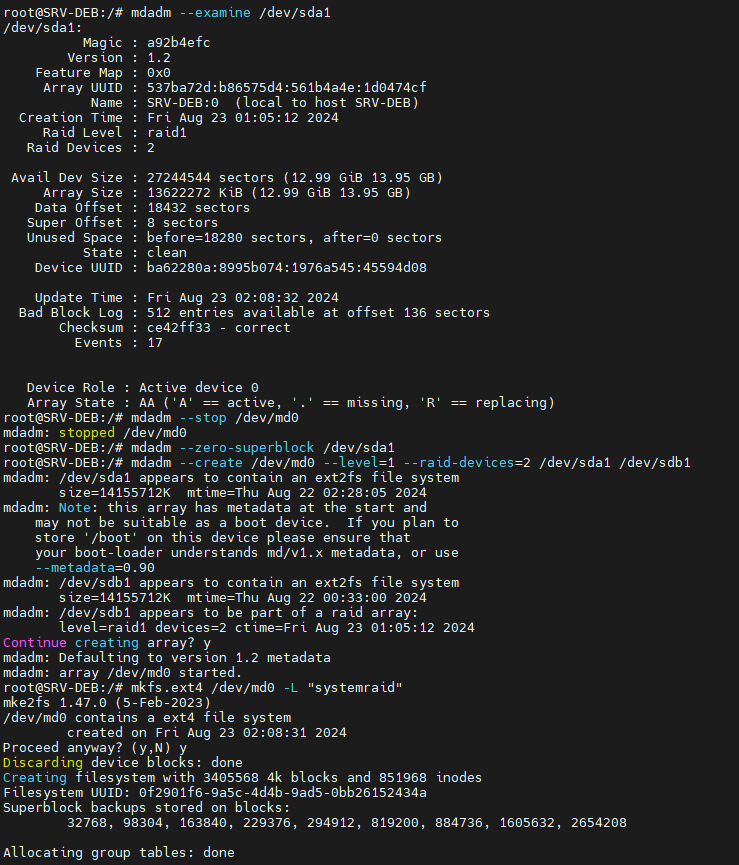 root@SRV-DEB:/# mdadm --examine /dev/sda1
/dev/sda1:
          Magic : a92b4efc
        Version : 1.2
    Feature Map : 0x0
     Array UUID : 537ba72d:b86575d4:561b4a4e:1d0474cf
           Name : SRV-DEB:0  (local to host SRV-DEB)
  Creation Time : Fri Aug 23 01:05:12 2024
     Raid Level : raid1
   Raid Devices : 2

 Avail Dev Size : 27244544 sectors (12.99 GiB 13.95 GB)
     Array Size : 13622272 KiB (12.99 GiB 13.95 GB)
    Data Offset : 18432 sectors
   Super Offset : 8 sectors
   Unused Space : before=18280 sectors, after=0 sectors
          State : clean
    Device UUID : ba62280a:8995b074:1976a545:45594d08

    Update Time : Fri Aug 23 02:08:32 2024
  Bad Block Log : 512 entries available at offset 136 sectors
       Checksum : ce42ff33 - correct
         Events : 17


   Device Role : Active device 0
   Array State : AA ('A' == active, '.' == missing, 'R' == replacing)
root@SRV-DEB:/# mdadm --stop /dev/md0
mdadm: stopped /dev/md0
root@SRV-DEB:/# mdadm --zero-superblock /dev/sda1
root@SRV-DEB:/# mdadm --create /dev/md0 --level=1 --raid-devices=2 /dev/sda1 /dev/sdb1
mdadm: /dev/sda1 appears to contain an ext2fs file system
       size=14155712K  mtime=Thu Aug 22 02:28:05 2024
mdadm: Note: this array has metadata at the start and
    may not be suitable as a boot device.  If you plan to
    store '/boot' on this device please ensure that
    your boot-loader understands md/v1.x metadata, or use
    --metadata=0.90
mdadm: /dev/sdb1 appears to contain an ext2fs file system
       size=14155712K  mtime=Thu Aug 22 00:33:00 2024
mdadm: /dev/sdb1 appears to be part of a raid array:
       level=raid1 devices=2 ctime=Fri Aug 23 01:05:12 2024
Continue creating array? y
mdadm: Defaulting to version 1.2 metadata
mdadm: array /dev/md0 started.
root@SRV-DEB:/# mkfs.ext4 /dev/md0 -L "systemraid"
mke2fs 1.47.0 (5-Feb-2023)
/dev/md0 contains a ext4 file system
        created on Fri Aug 23 02:08:31 2024
Proceed anyway? (y,N) y
Discarding device blocks: done
Creating filesystem with 3405568 4k blocks and 851968 inodes
Filesystem UUID: 0f2901f6-9a5c-4d4b-9ad5-0bb26152434a
Superblock backups stored on blocks:
        32768, 98304, 163840, 229376, 294912, 819200, 884736, 1605632, 2654208

Allocating group tables: done